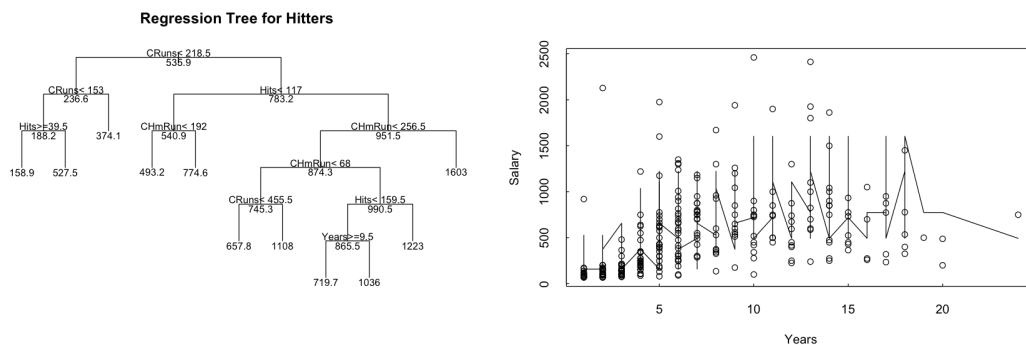 Regression Tree for Hitters
CRuns< 218.5
535.9
CRuns< 153
236.6
Hits< 117
783.2
Hits>=39.5
188.2
374.1
CHmRun< 192
540.9
CHmRun< 256.5
951.5
158.9
527.5
493.2
774.6
CHmRun< 68
874.3
1603
CRuns< 455.5
745.3
Hits< 159.5
990.5
657.8
1108
Years>=9.5
865.5
1223
719.7
1036
Salary
2500
2000
1500
1000
500
0
5
10
15
20
Years